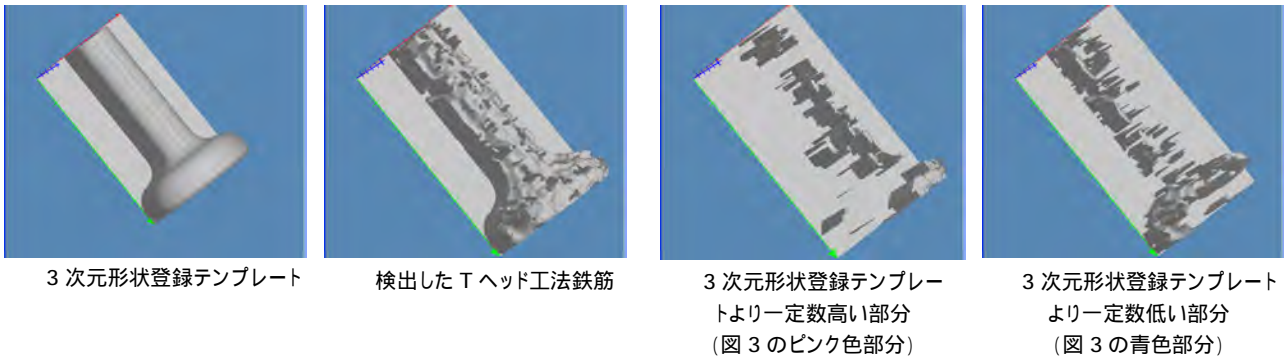 3 次元形状登録テンプレート
検出した T ヘッド工法鉄筋
3 次元形状登録テンプレー
トより一定数高い部分
(図 3 のピンク色部分)
3 次元形状登録テンプレート
より一定数低い部分
(図 3 の青色部分)